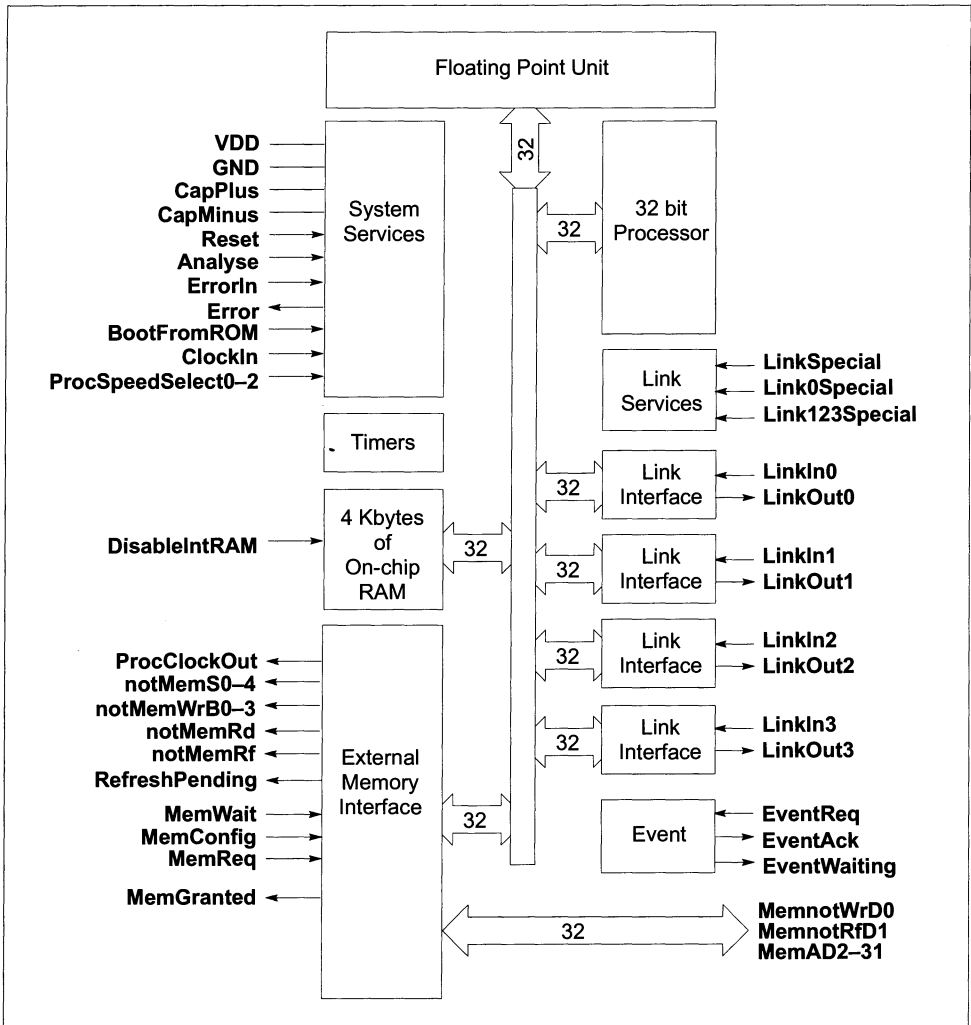 Floating Point Unit
32
VDD
GND
CapPlus
CapMinus
Reset
Analyse
ErrorIn
Error
BootFromROM
ClockIn
ProcSpeedSelect0–2
System
Services
32
32 bit
Processor
Link
Services
LinkSpecial
Link0Special
Link123Special
Timers
DisableIntRAM
4 Kbytes
of
On-chip
RAM
32
32
Link
Interface
LinkIn0
LinkOut0
32
Link
Interface
LinkIn1
LinkOut1
32
Link
Interface
LinkIn2
LinkOut2
32
Link
Interface
LinkIn3
LinkOut3
ProcClockOut
notMemS0–4
notMemWrB0–3
notMemRd
notMemRf
RefreshPending
MemWait
MemConfig
MemReq
MemGranted
External
Memory
Interface
32
Event
EventReq
EventAck
EventWaiting
32
MemnotWrD0
MemnotRfD1
MemAD2–31